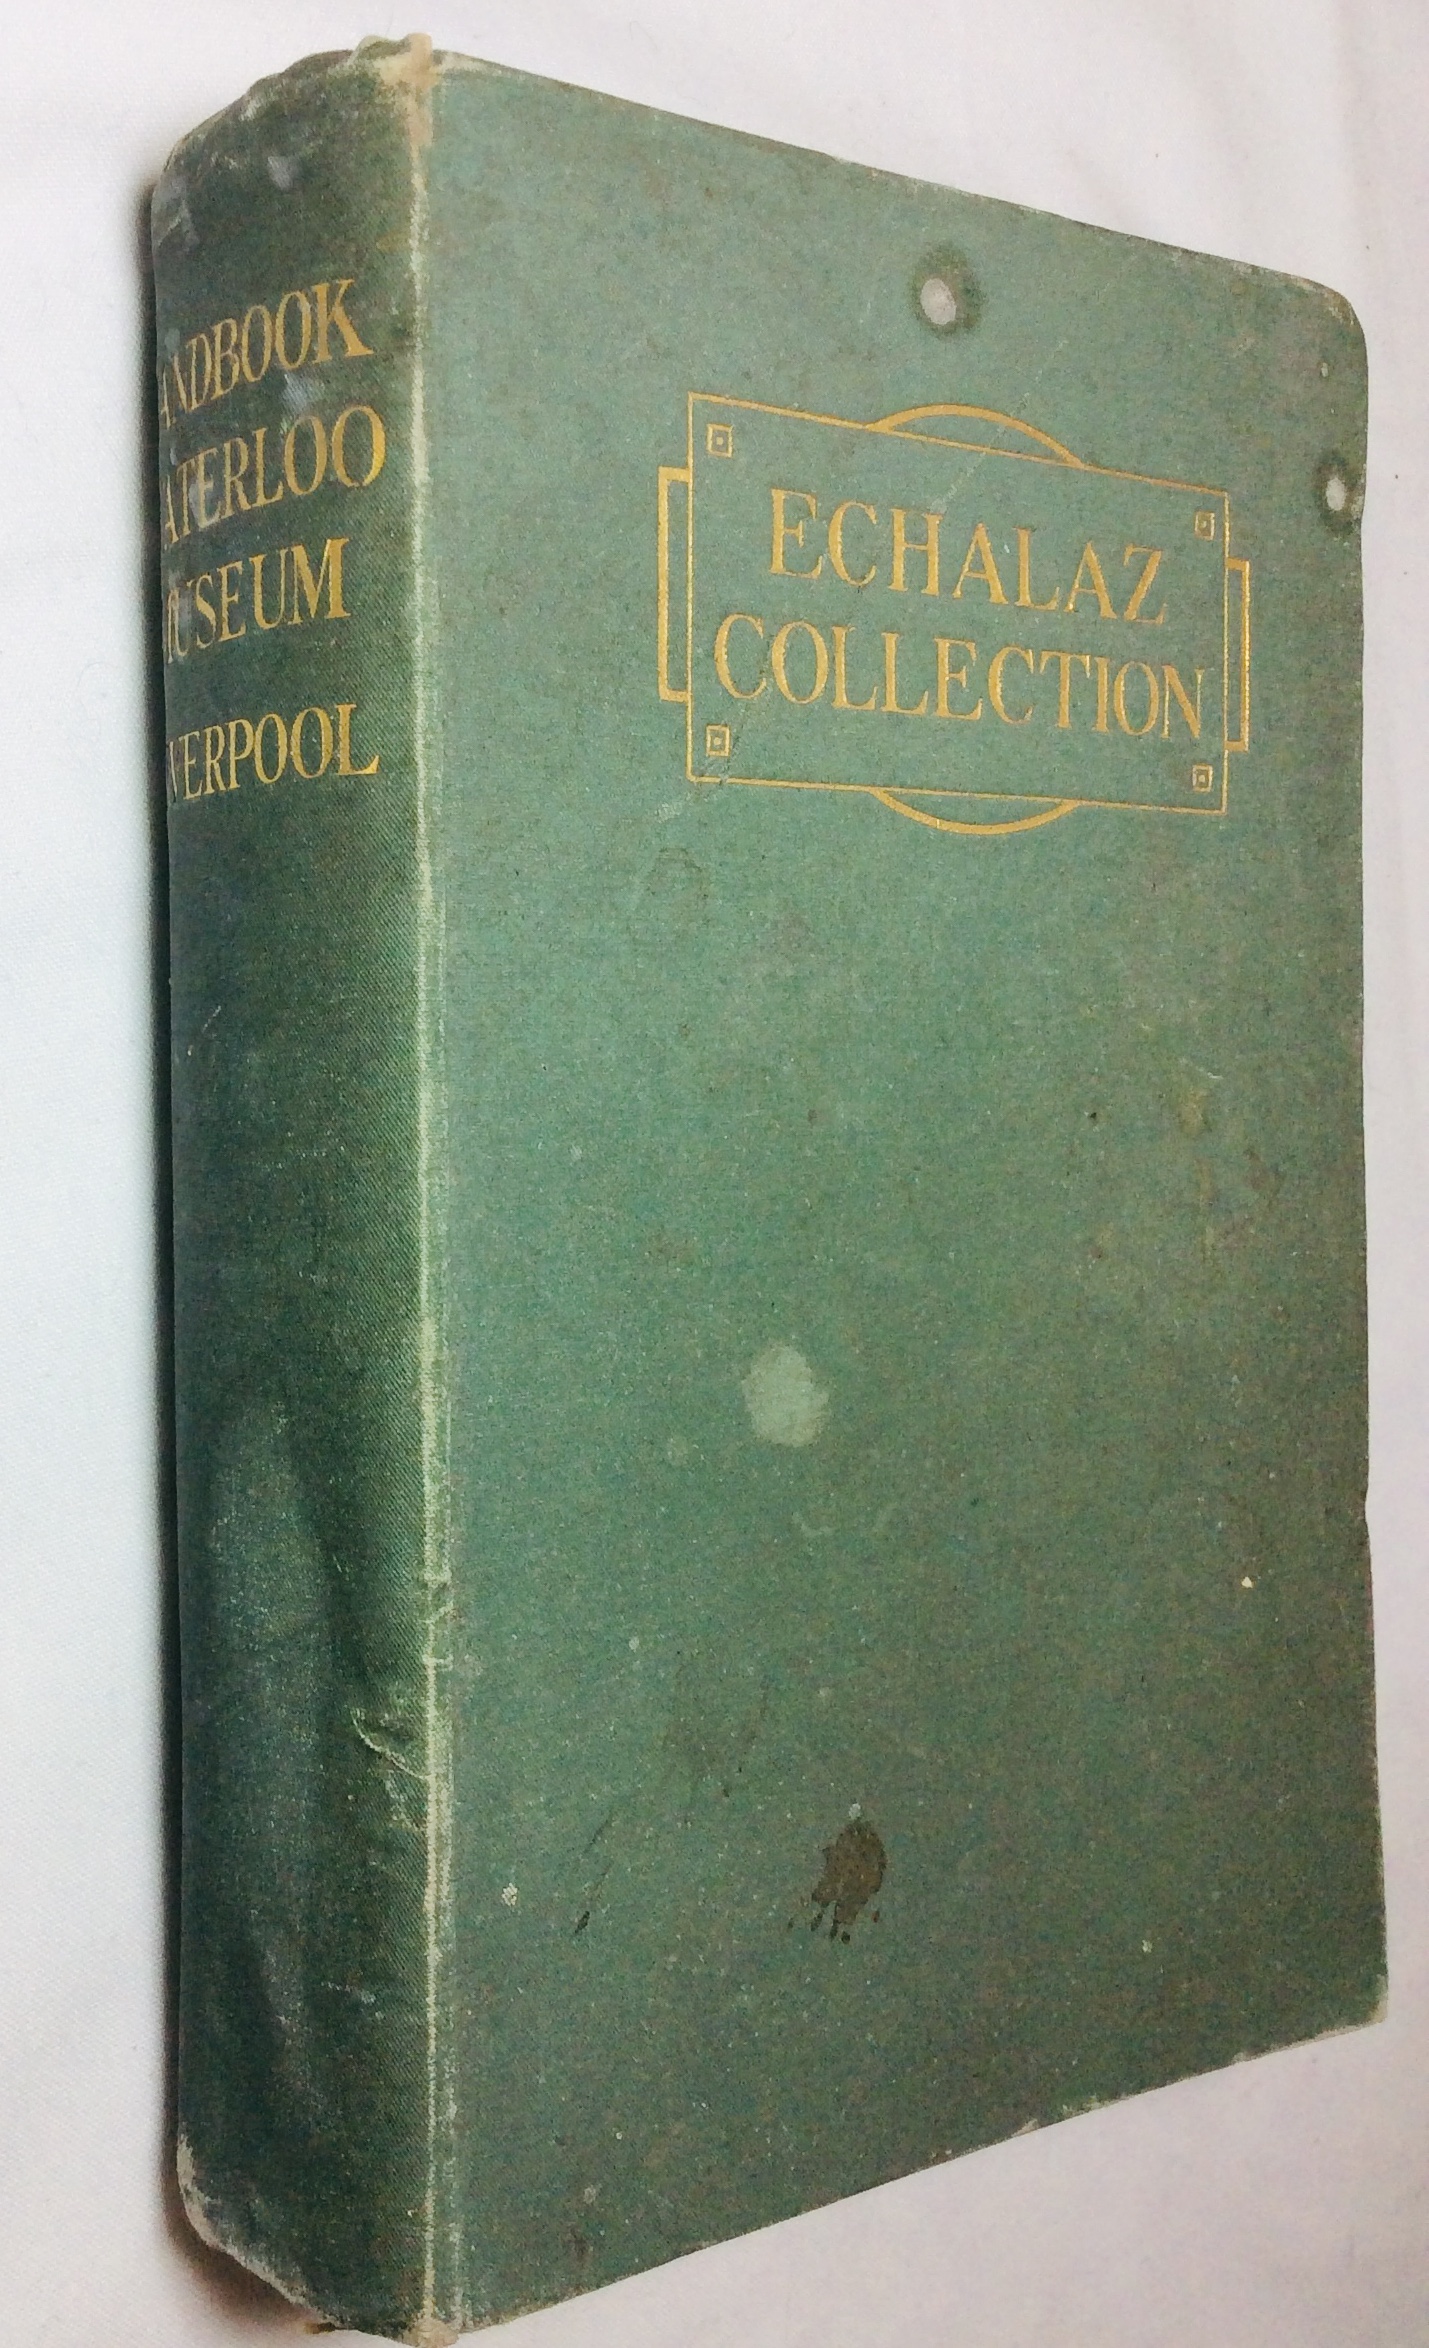 ANDBOOK
ATERLOO
USEUM
VERPOOL
ECHALAZ
COLLECTION